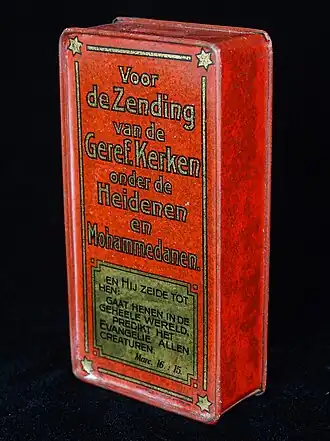 Voor
de Zending
van de
Geref. Kerken
onder de
Heidenen
en
Mohammedanen.
EN HIJ ZEIDE TOT
HEN:
GAAT HENEN IN DE
GEHEELE WERELD,
PREDIKT HET
EVANGELIE ALLEN
CREATUREN
Marc. 16 : 15.